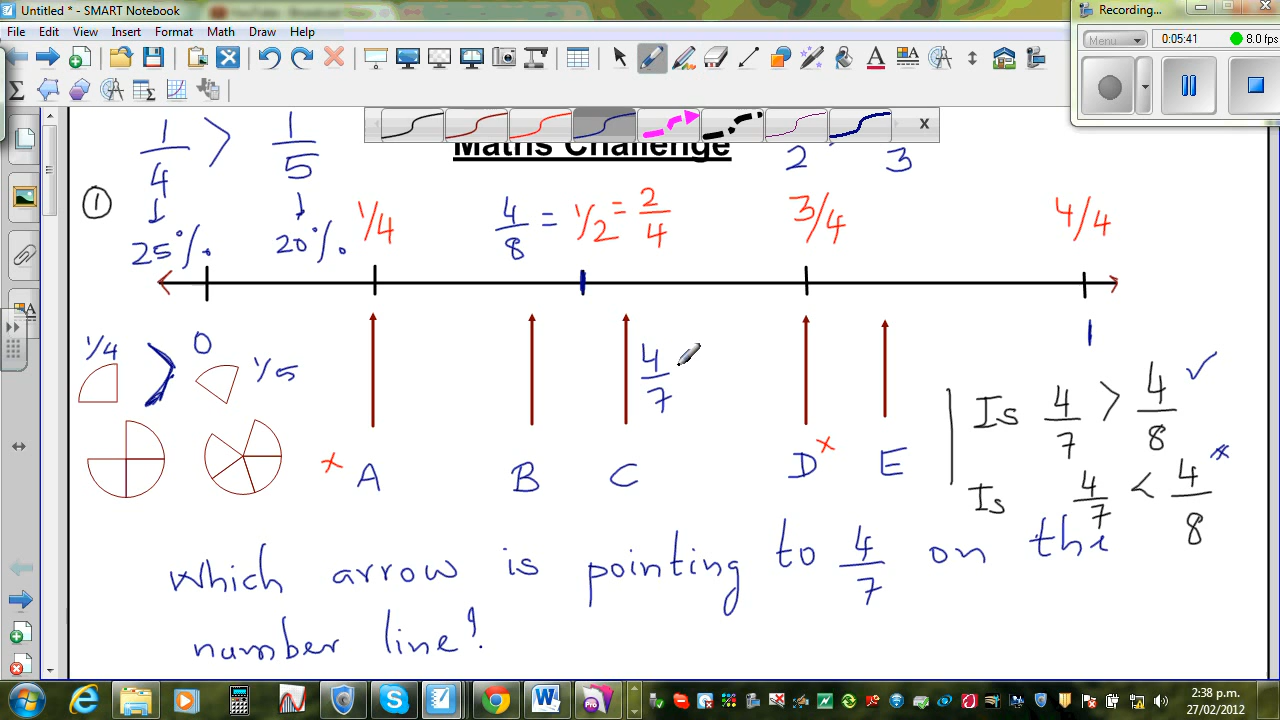 Untitled * - SMART Notebook
Recording...
File Edit View Insert Format Math Draw Help
Menu
0:05:41
8.0 fps
X
Maths Challenge
1/4 > 1/5
2 3
①
25% 20%
1/4
4/8 = 1/2 = 2/4
3/4
4/4
0
1
1/4 > 1/5
4/7
× A B C D × E
Is 4/7 > 4/8 ✓
Is 4/7 < 4/8 ×
Which arrow is pointing to 4/7 on the
number line?
2:38 p.m.
27/02/2012